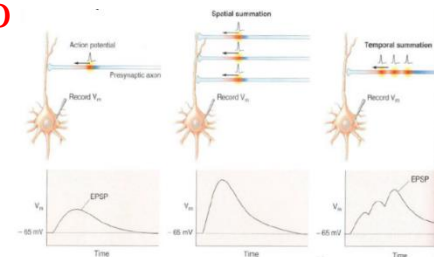 Spatial summation
Action potential
Presynaptic axon
Record Vm
Record Vm
Temporal summation
Record Vm
Vm
EPSP
– 65 mV
Time
Vm
– 65 mV
Time
Vm
EPSP
– 65 mV
Time